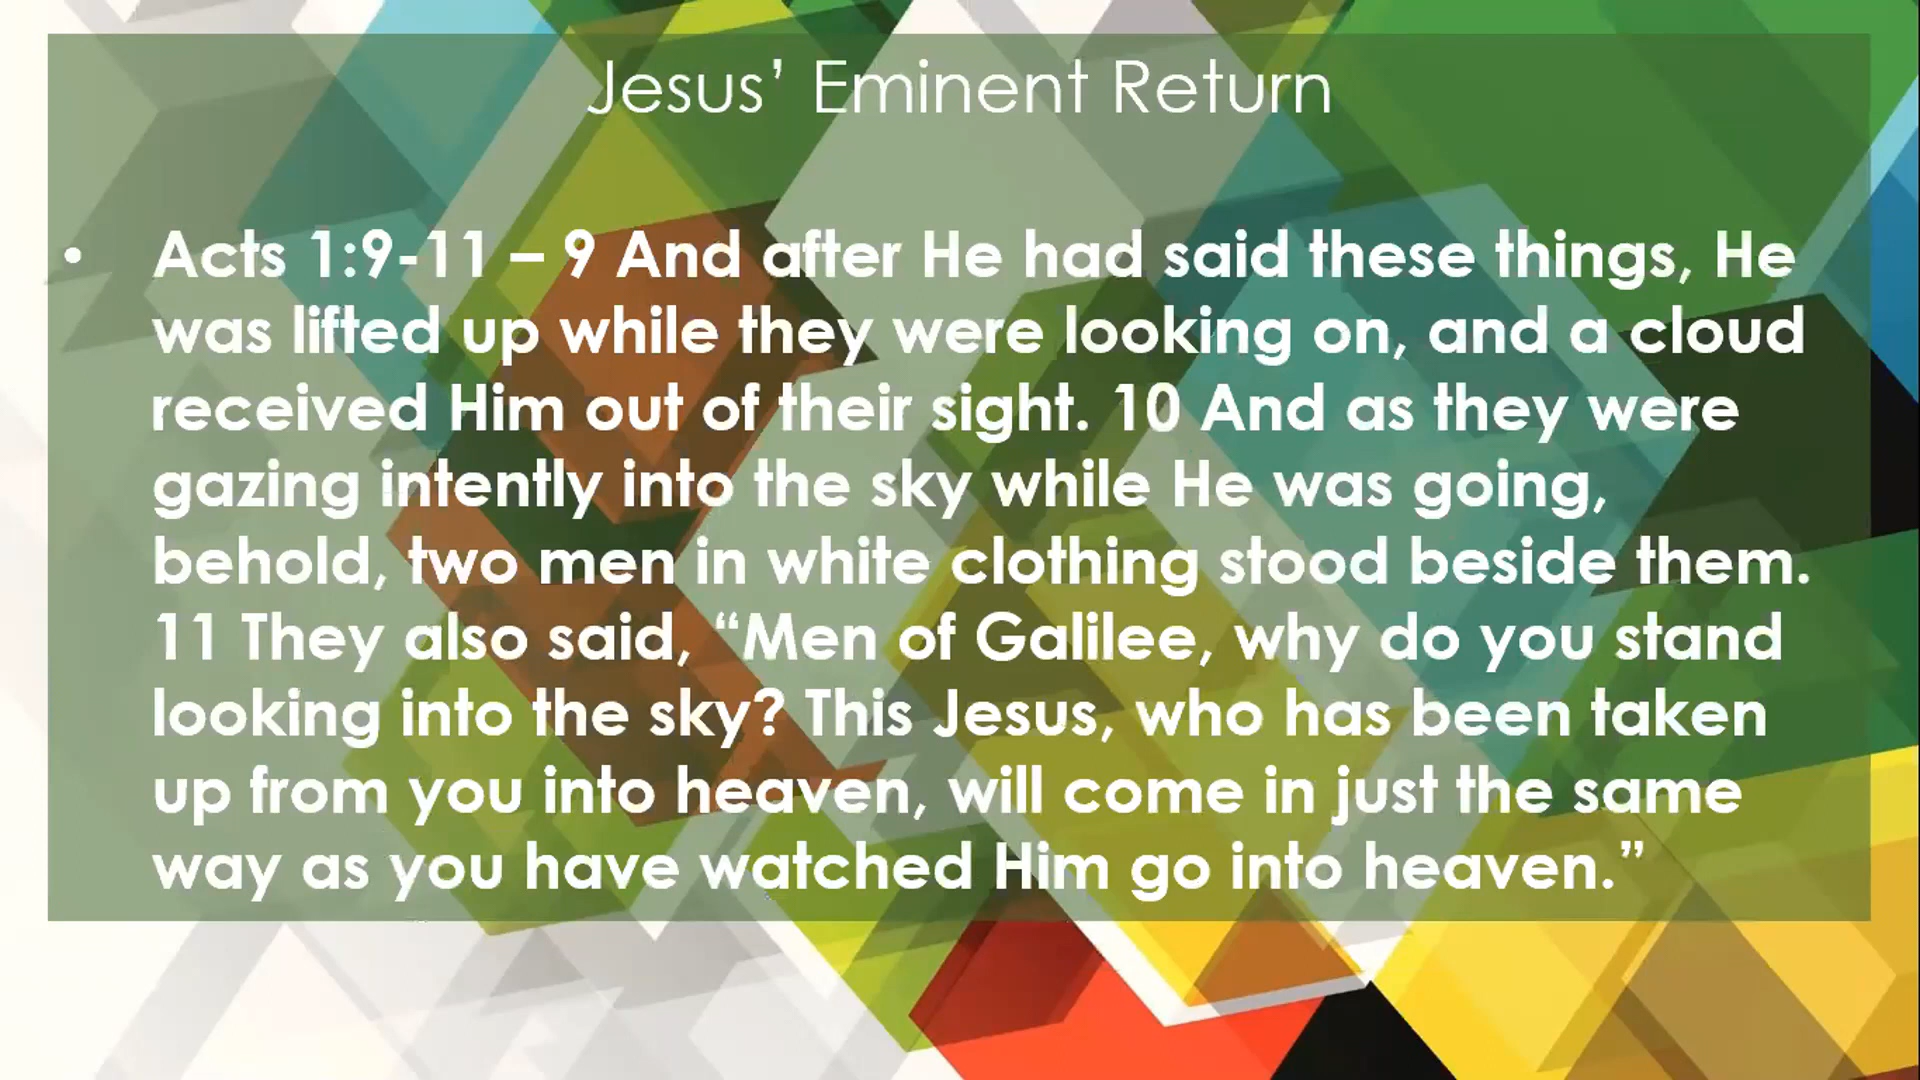 Jesus’ Eminent Return
• Acts 1:9-11 – 9 And after He had said these things, He
was lifted up while they were looking on, and a cloud
received Him out of their sight. 10 And as they were
gazing intently into the sky while He was going,
behold, two men in white clothing stood beside them.
11 They also said, “Men of Galilee, why do you stand
looking into the sky? This Jesus, who has been taken
up from you into heaven, will come in just the same
way as you have watched Him go into heaven.”